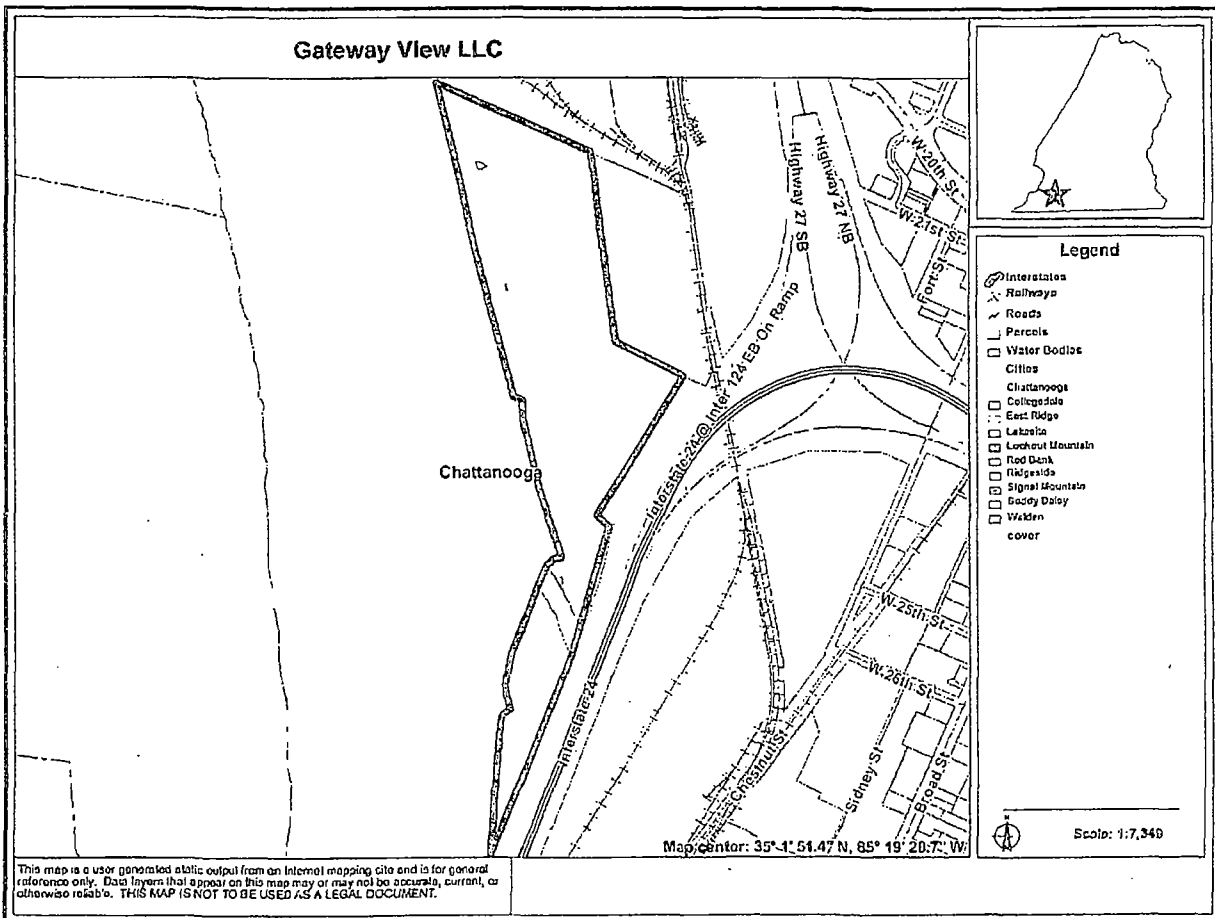 Gateway View LLC
Hwy
Highway 27 SB
Highway 27 NB
W 20th St
W 21st St
Fort St
Interstate 24 @ Inter 124 EB On Ramp
Chattanooga
Interstate 24
W 25th St
W 26th St
Chestnut St
Sidney St
Broad St
Map center: 35° 1' 51.47 N, 85° 19' 20.7" W
Legend
Interstates
Railways
Roads
Parcels
Water Bodies
Cities
Chattanooga
Collegedale
East Ridge
Lakesite
Lookout Mountain
Red Bank
Ridgeside
Signal Mountain
Soddy Daisy
Walden
cover
N
Scale: 1:7,349
This map is a user generated static output from an Internet mapping site and is for general
reference only. Data layers that appear on this map may or may not be accurate, current, or
otherwise reliable. THIS MAP IS NOT TO BE USED AS A LEGAL DOCUMENT.